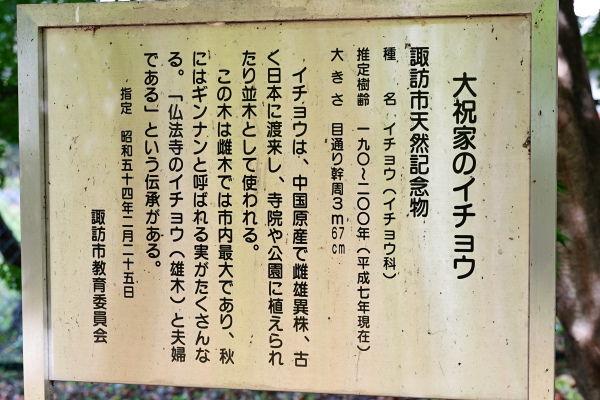 大祝家のイチョウ
諏訪市天然記念物
種　名　イチョウ（イチョウ科）
推定樹齢　一九〇～二〇〇年（平成七年現在）
大きさ　目通り幹周3m67cm
イチョウは、中国原産で雌雄異株、古
く日本に渡来し、寺院や公園に植えられ
たり並木として使われる。
この木は雌木では市内最大であり、秋
にはギンナンと呼ばれる実がたくさんな
る。「仏法寺のイチョウ（雄木）と夫婦
である」という伝承がある。
指定　昭和五十四年二月二十五日
諏訪市教育委員会